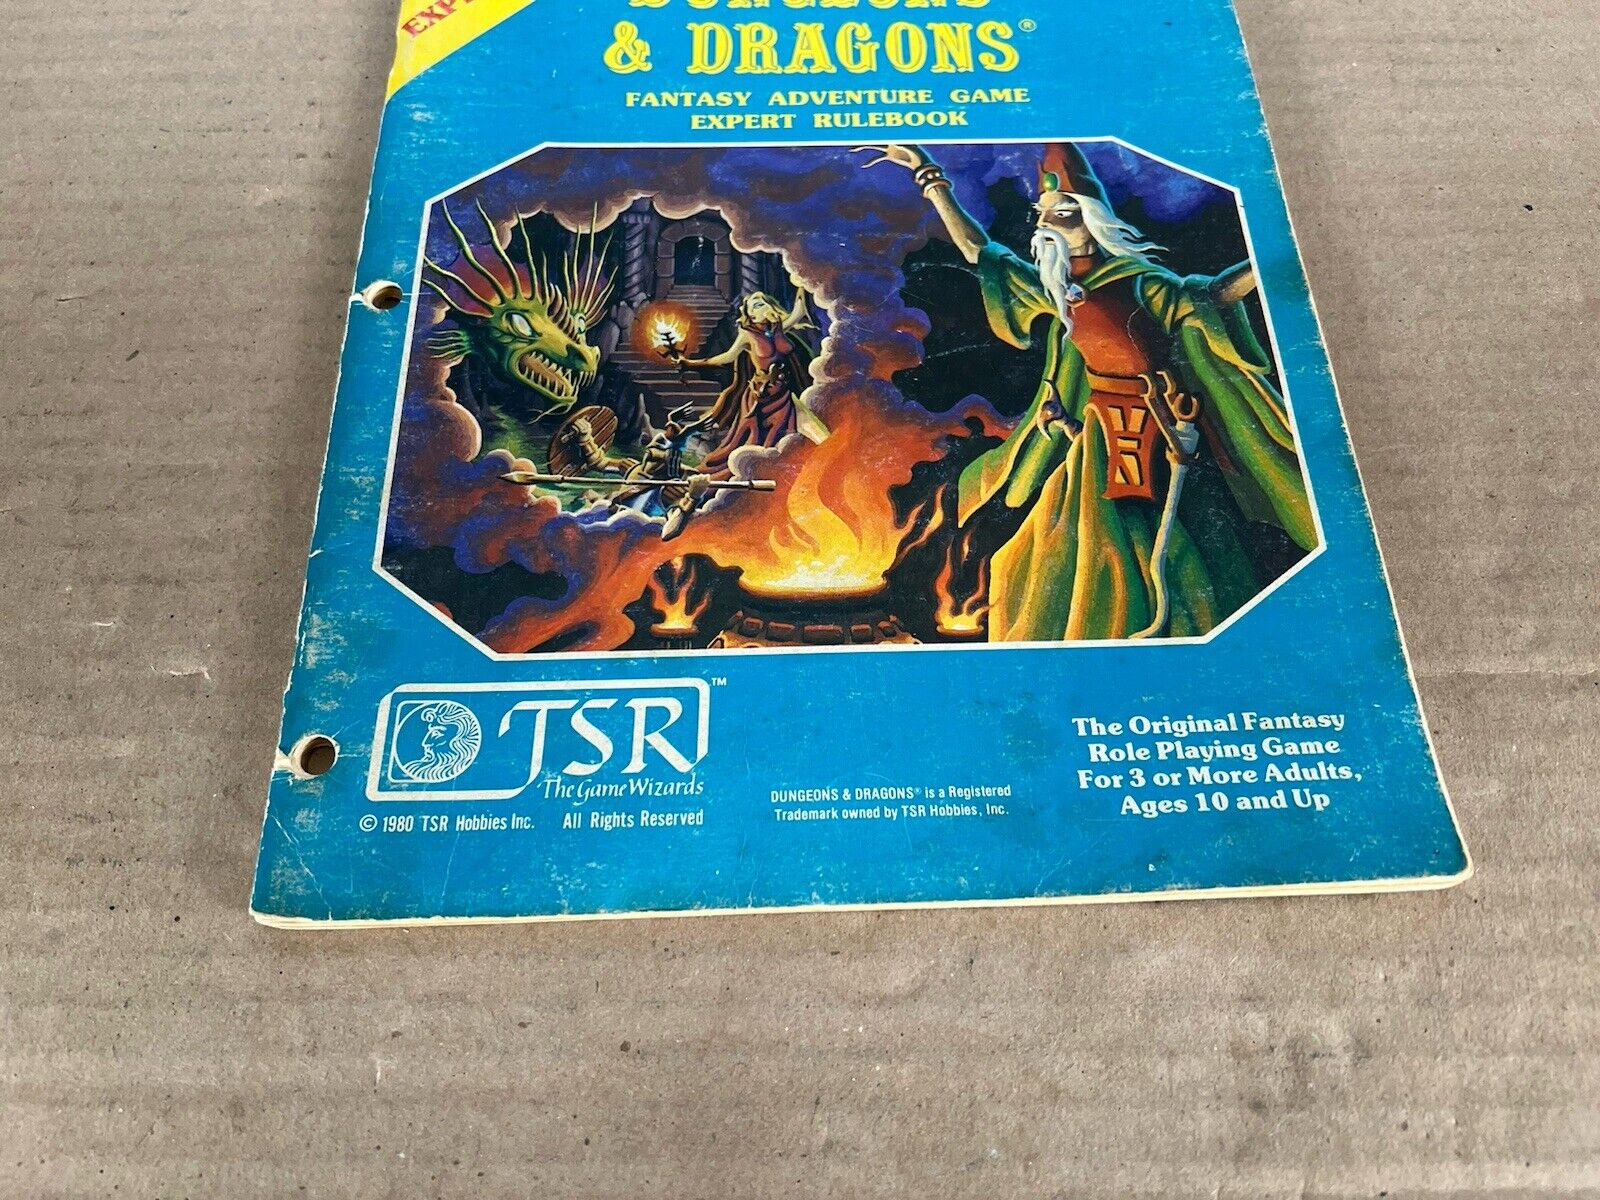 EXPE
DUNGEONS
& DRAGONS®
FANTASY ADVENTURE GAME
EXPERT RULEBOOK
TSR™
The Game Wizards
© 1980 TSR Hobbies Inc. All Rights Reserved
DUNGEONS & DRAGONS® is a Registered
Trademark owned by TSR Hobbies, Inc.
The Original Fantasy
Role Playing Game
For 3 or More Adults,
Ages 10 and Up